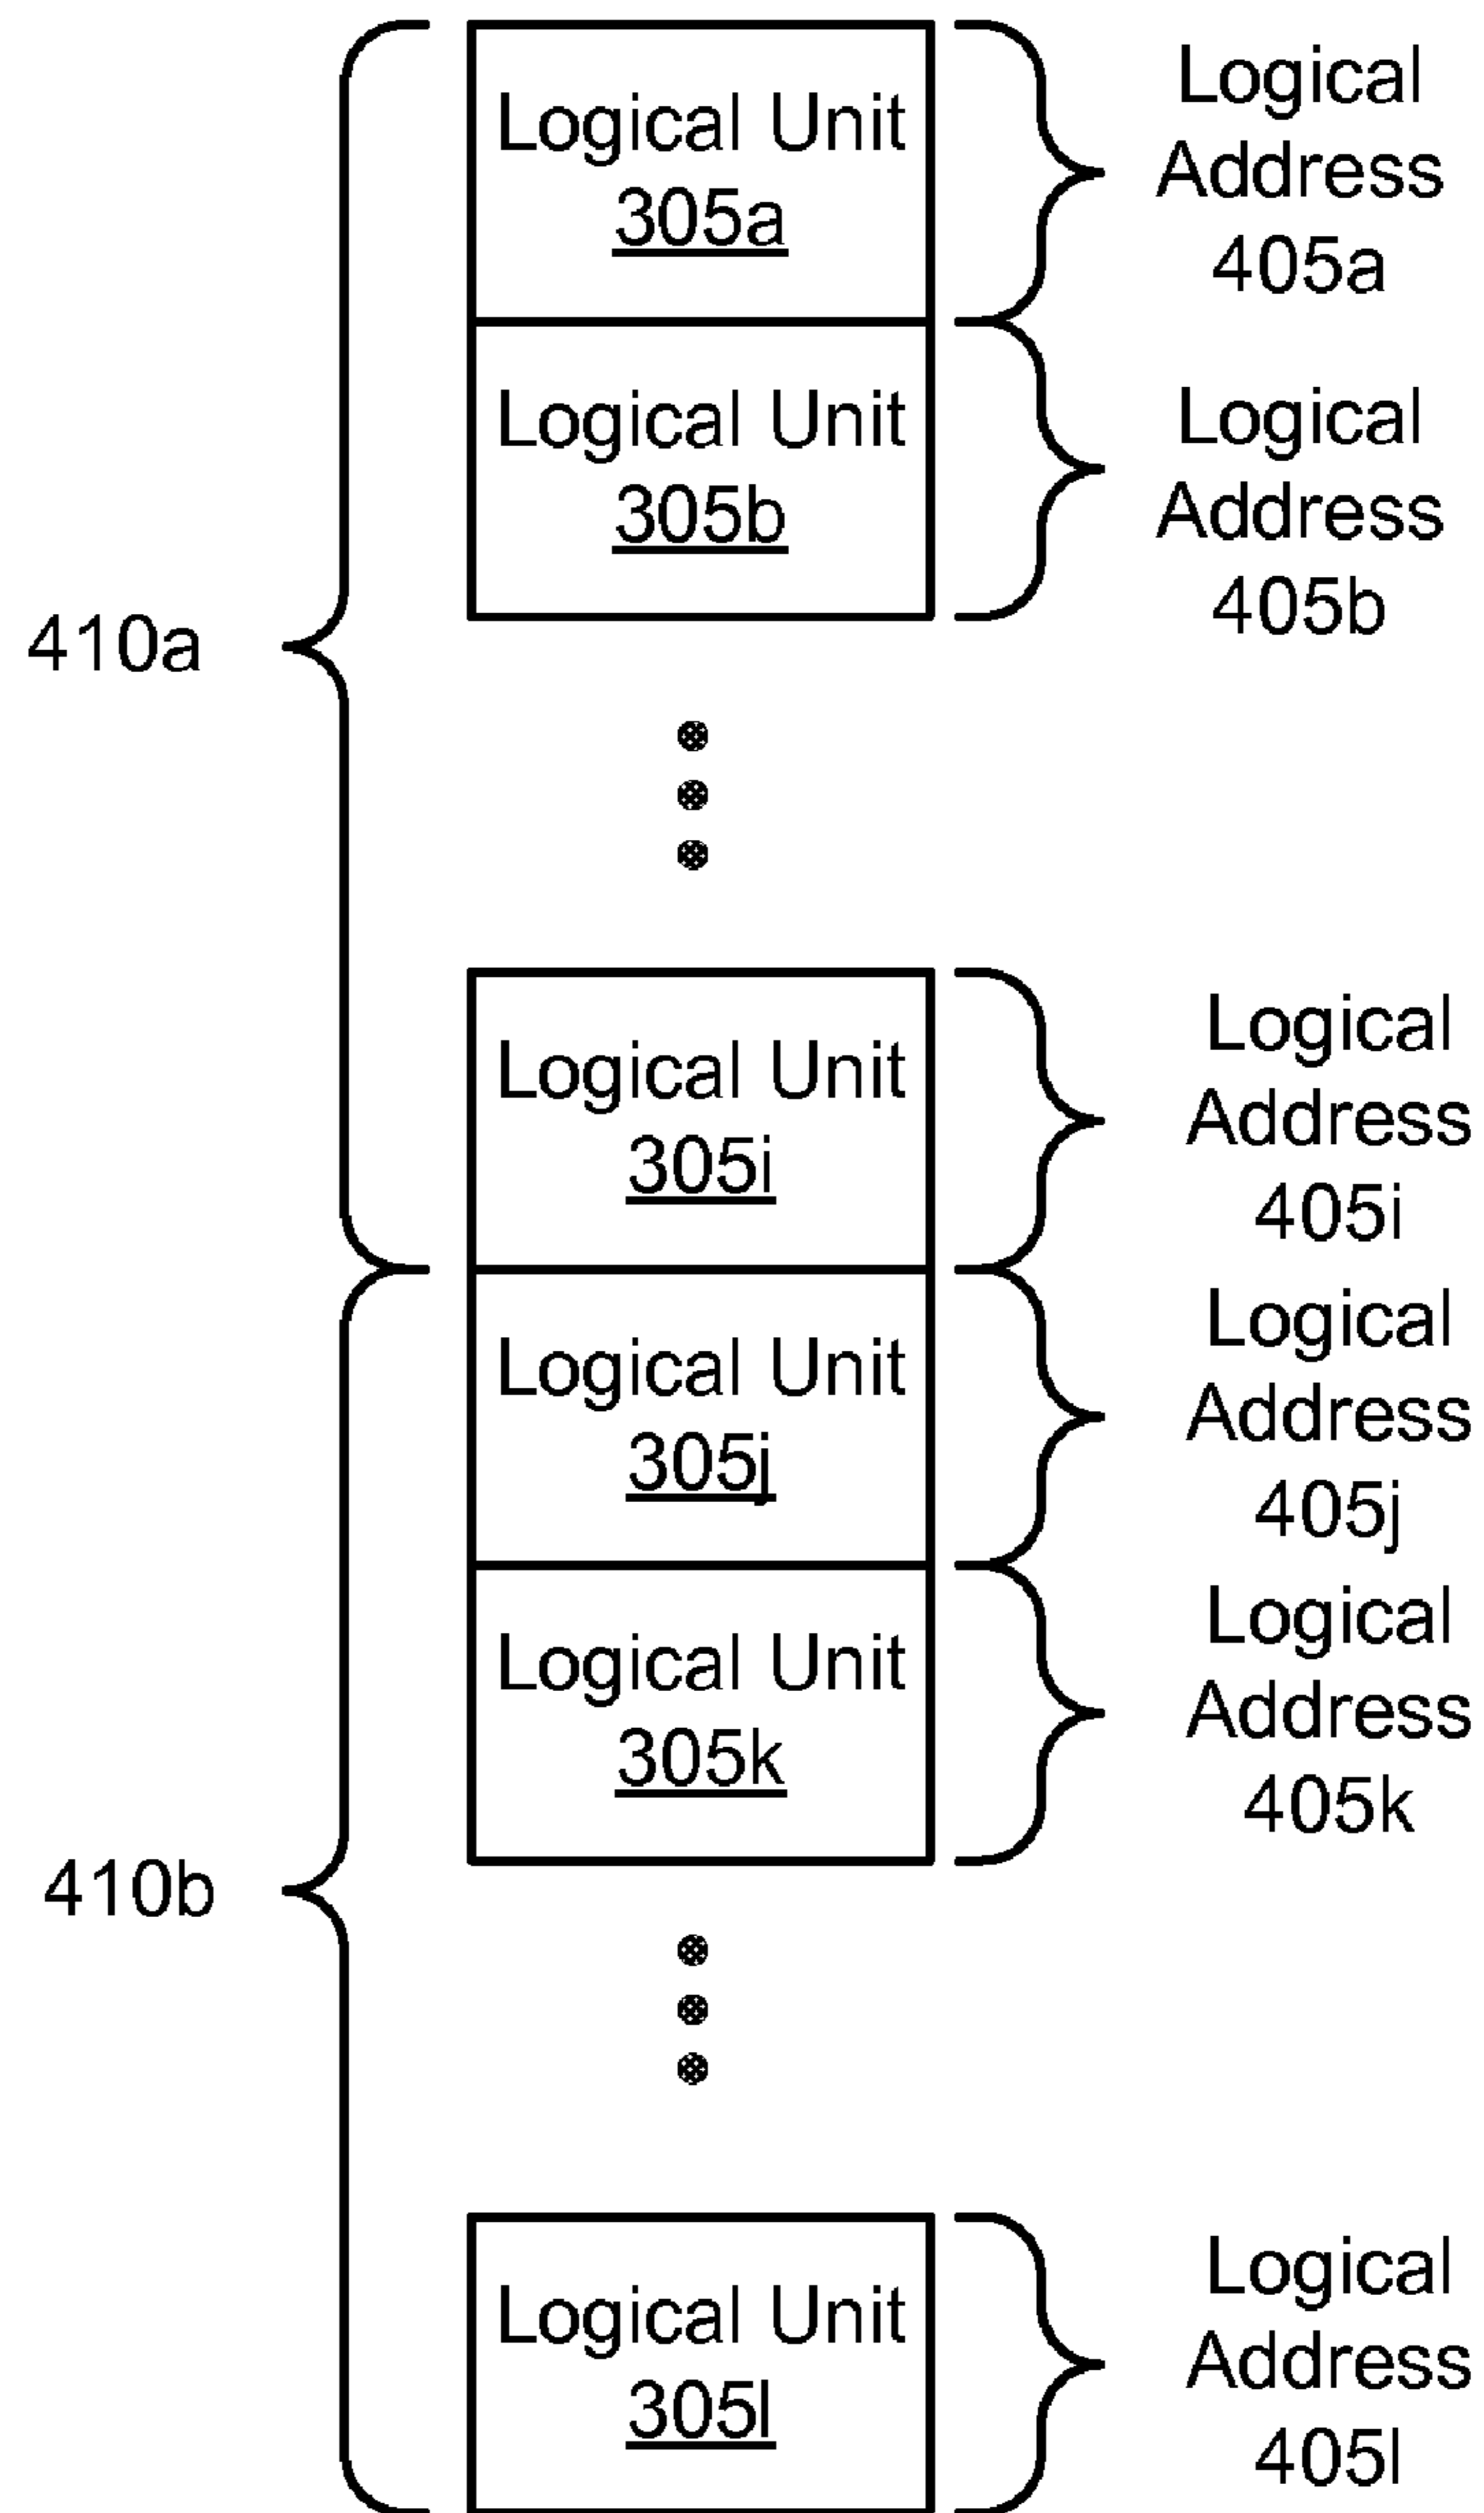 Logical Unit
305a
Logical
Address
405a
Logical Unit
305b
Logical
Address
405b
410a
Logical Unit
305i
Logical
Address
405i
Logical Unit
305j
Logical
Address
405j
Logical Unit
305k
Logical
Address
405k
410b
Logical Unit
305l
Logical
Address
405l